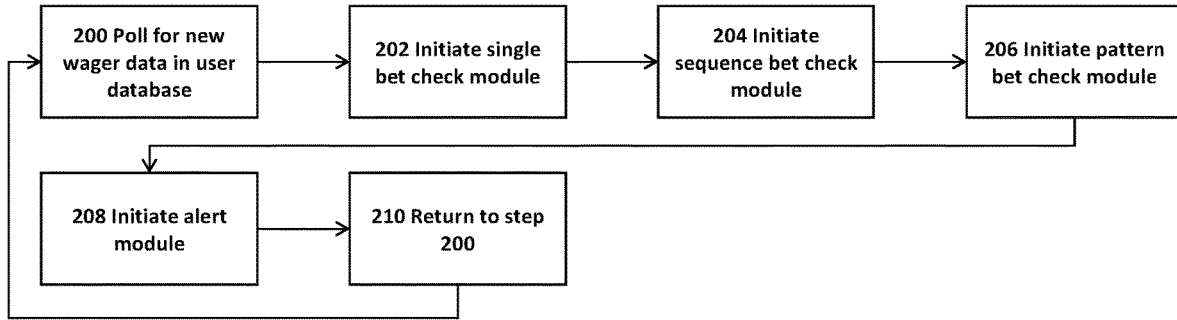 200 Poll for new
wager data in user
database
202 Initiate single
bet check module
204 Initiate
sequence bet check
module
206 Initiate pattern
bet check module
208 Initiate alert
module
210 Return to step
200